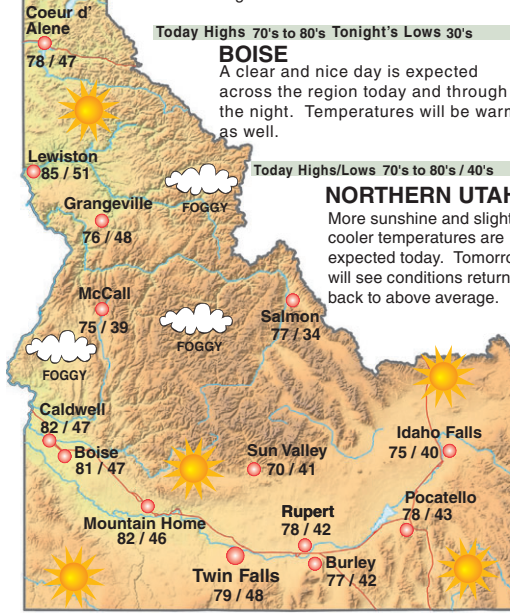 Coeur d'
Alene
78 / 47
Today Highs 70's to 80's Tonight's Lows 30's
BOISE
A clear and nice day is expected
across the region today and through
the night. Temperatures will be warm
as well.
Lewiston
85 / 51
FOGGY
Grangeville
76 / 48
Today Highs/Lows 70's to 80's / 40's
NORTHERN UTAH
More sunshine and slight
cooler temperatures are
expected today. Tomorro
will see conditions return
back to above average.
McCall
75 / 39
FOGGY
Salmon
77 / 34
FOGGY
Caldwell
82 / 47
Boise
81 / 47
Sun Valley
70 / 41
Idaho Falls
75 / 40
Mountain Home
82 / 46
Rupert
78 / 42
Pocatello
78 / 43
Twin Falls
79 / 48
Burley
77 / 42